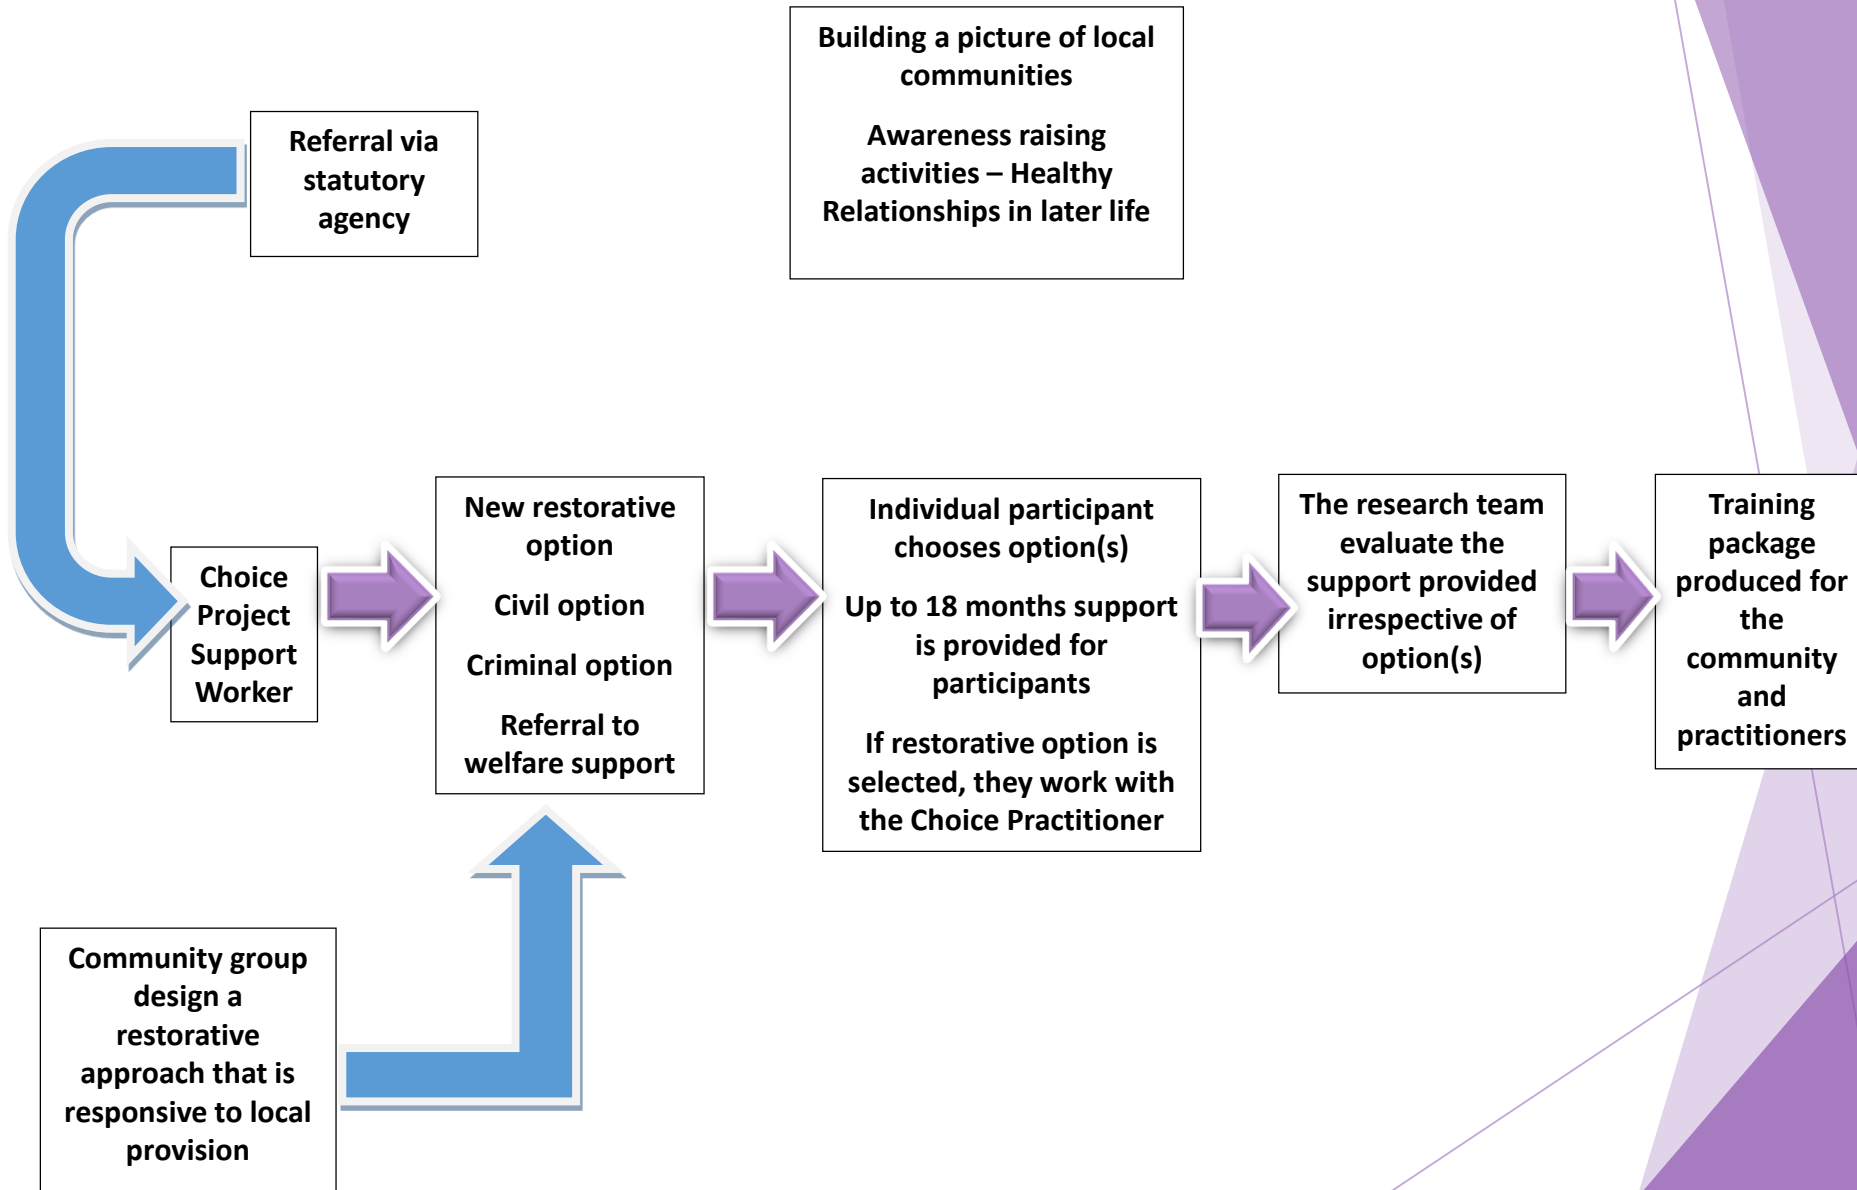 Building a picture of local
communities
Awareness raising
activities – Healthy
Relationships in later life
Referral via
statutory
agency
Choice
Project
Support
Worker
New restorative
option
Civil option
Criminal option
Referral to
welfare support
Individual participant
chooses option(s)
Up to 18 months support
is provided for
participants
If restorative option is
selected, they work with
the Choice Practitioner
The research team
evaluate the
support provided
irrespective of
option(s)
Training
package
produced for
the
community
and
practitioners
Community group
design a
restorative
approach that is
responsive to local
provision